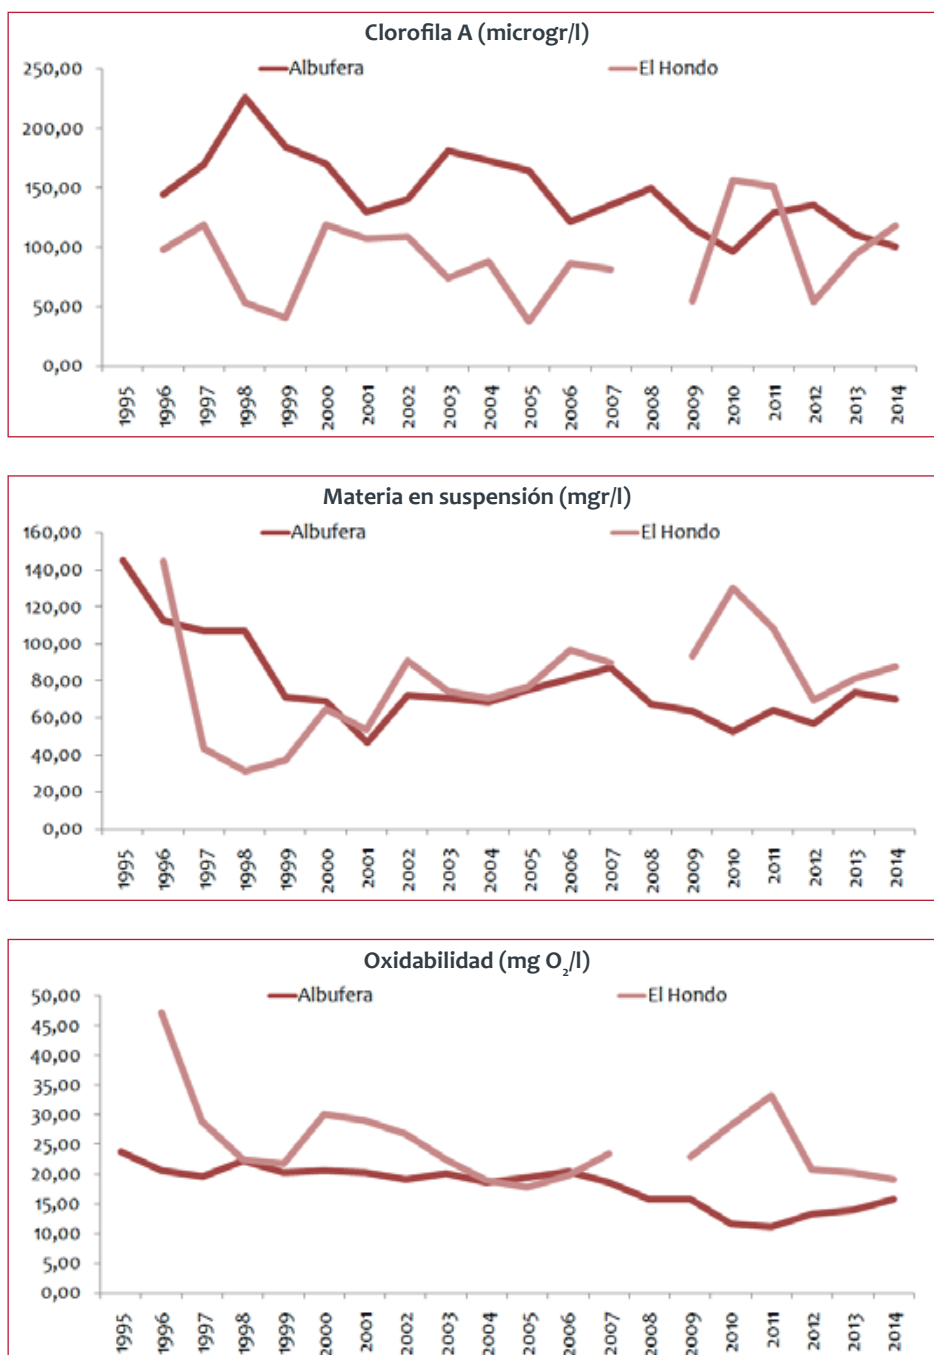 Clorofila A (microgr/l)
Albufera El Hondo
250,00
200,00
150,00
100,00
50,00
0,00
1995 1996 1997 1998 1999 2000 2001 2002 2003 2004 2005 2006 2007 2008 2009 2010 2011 2012 2013 2014
Materia en suspensión (mgr/l)
Albufera El Hondo
160,00
140,00
120,00
100,00
80,00
60,00
40,00
20,00
0,00
1995 1996 1997 1998 1999 2000 2001 2002 2003 2004 2005 2006 2007 2008 2009 2010 2011 2012 2013 2014
Oxidabilidad (mg O₂/l)
Albufera El Hondo
50,00
45,00
40,00
35,00
30,00
25,00
20,00
15,00
10,00
5,00
0,00
1995 1996 1997 1998 1999 2000 2001 2002 2003 2004 2005 2006 2007 2008 2009 2010 2011 2012 2013 2014